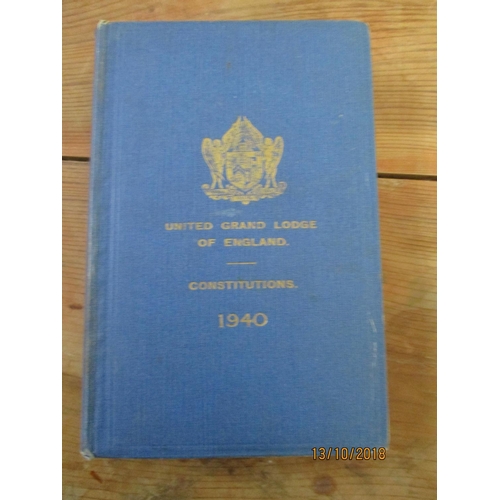 UNITED GRAND LODGE
OF ENGLAND.
CONSTITUTIONS.
1940
13/10/2018